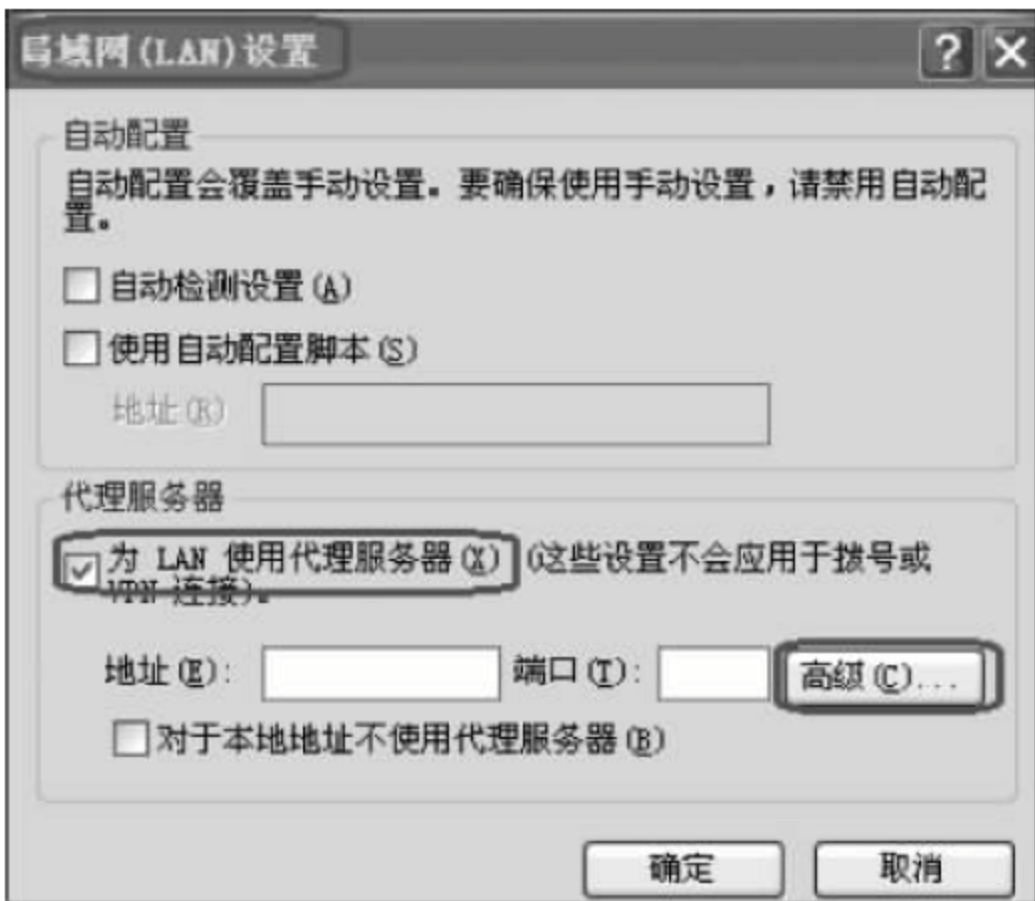 局域网(LAN)设置
自动配置
自动配置会覆盖手动设置。要确保使用手动设置，请禁用自动配
置。
自动检测设置(A)
使用自动配置脚本(S)
地址(R)
代理服务器
为 LAN 使用代理服务器(X) (这些设置不会应用于拨号或
VPN 连接)。
地址(E): 端口(T): 高级(C)...
对于本地地址不使用代理服务器(B)
确定 取消